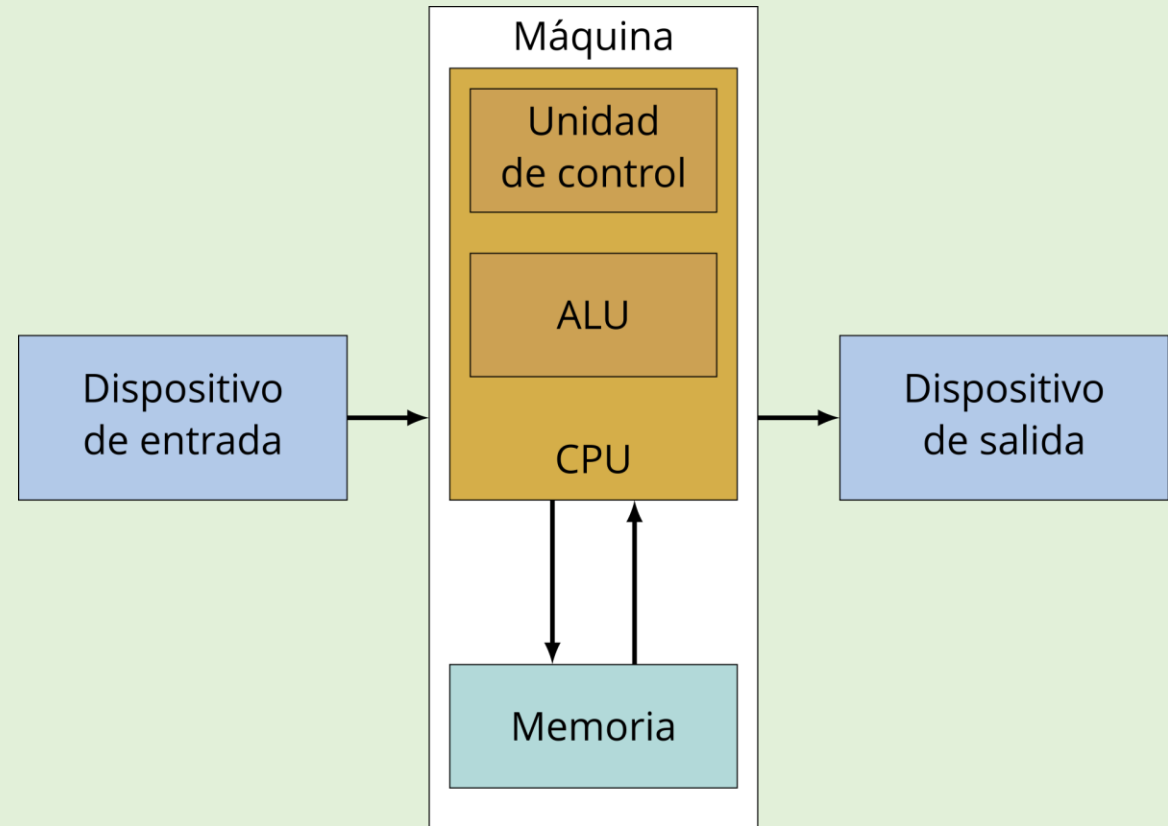 Máquina
Unidad
de control
ALU
CPU
Dispositivo
de entrada
Dispositivo
de salida
Memoria